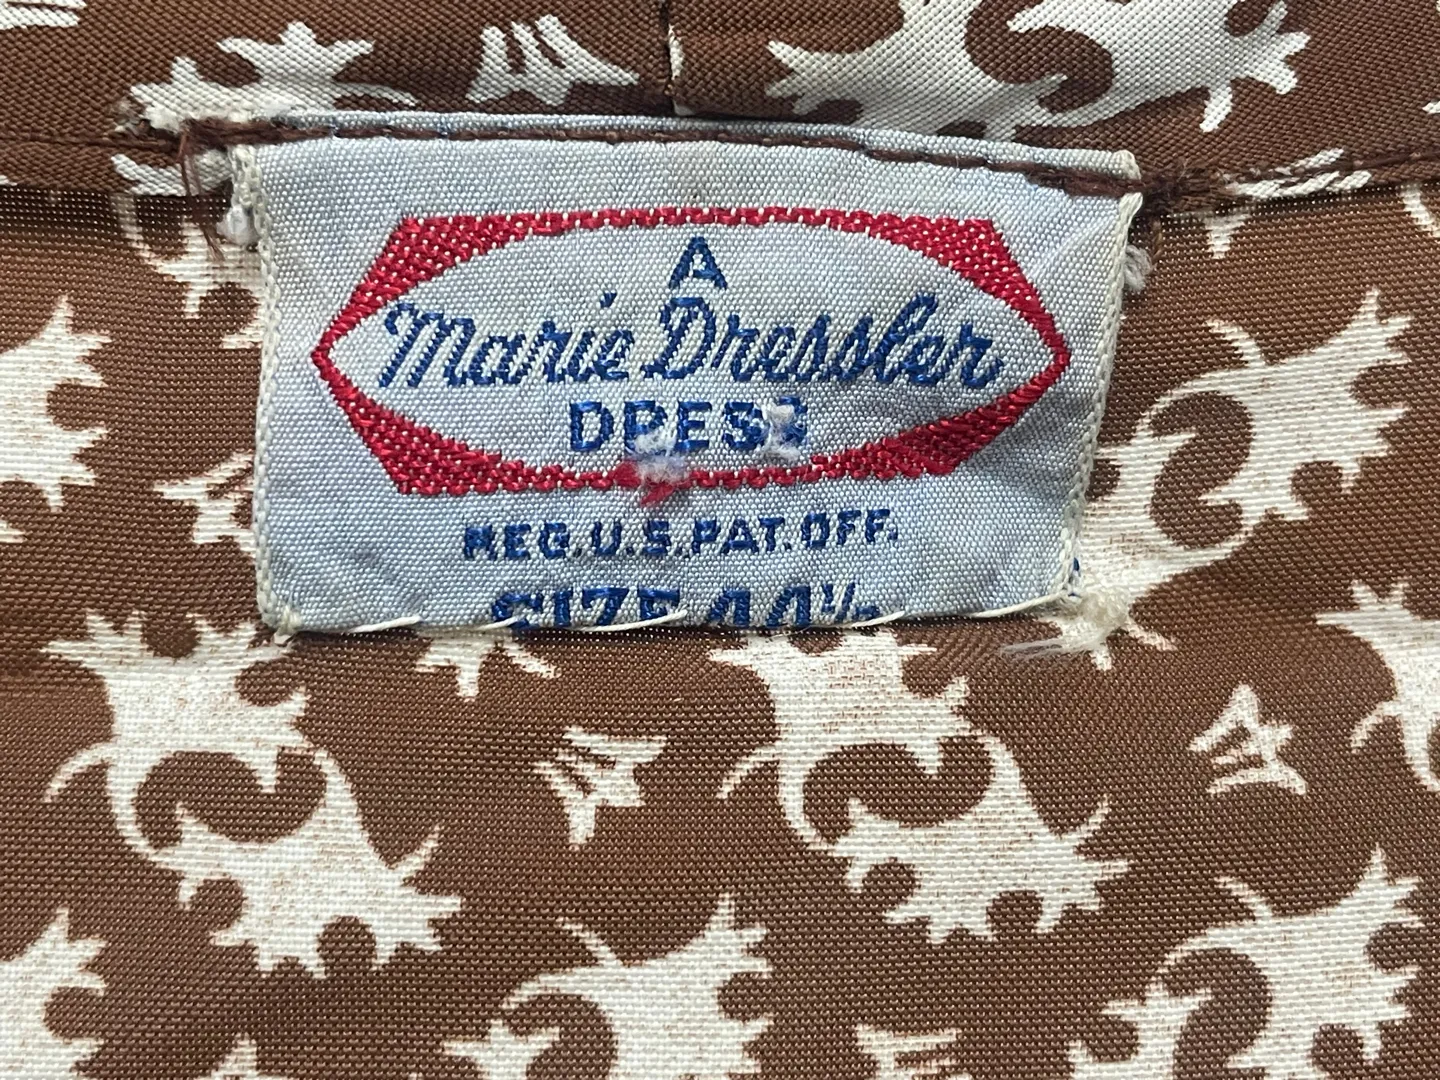 A
Marie Dressler
DRESS
REG. U.S. PAT. OFF.
SIZE 44½